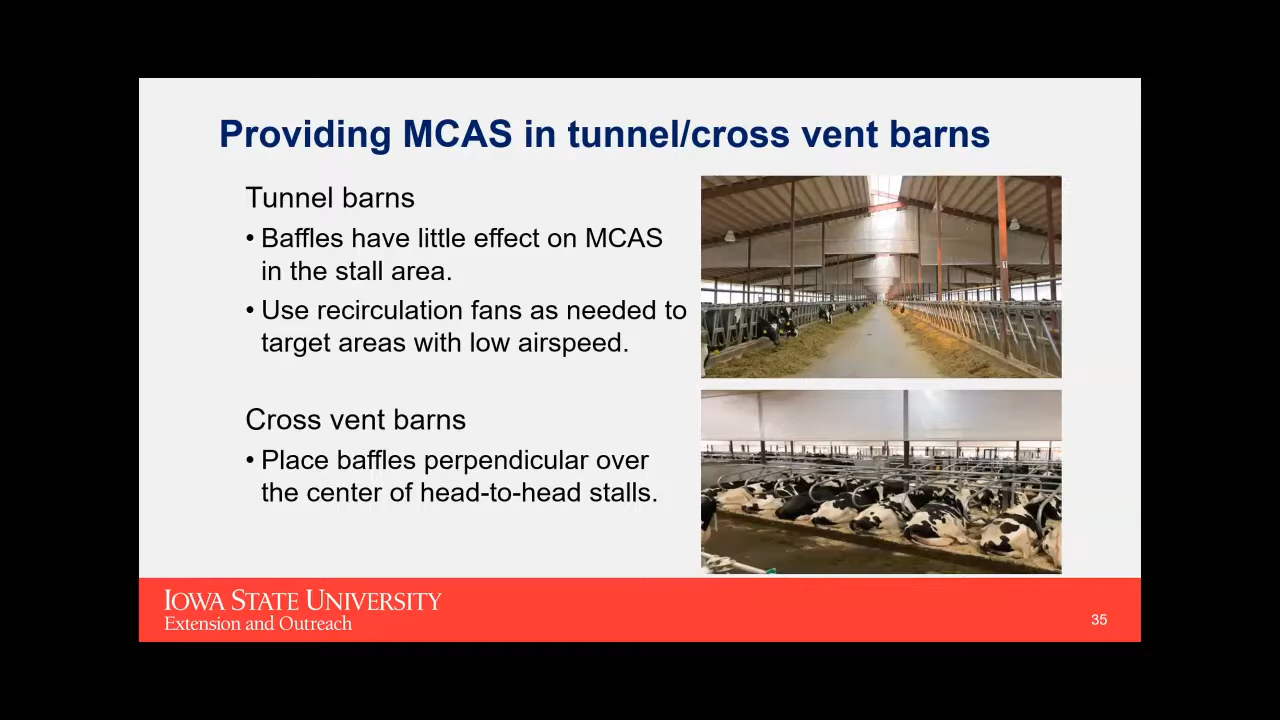 Providing MCAS in tunnel/cross vent barns
Tunnel barns
• Baffles have little effect on MCAS
in the stall area.
• Use recirculation fans as needed to
target areas with low airspeed.
Cross vent barns
• Place baffles perpendicular over
the center of head-to-head stalls.
IOWA STATE UNIVERSITY
Extension and Outreach
35